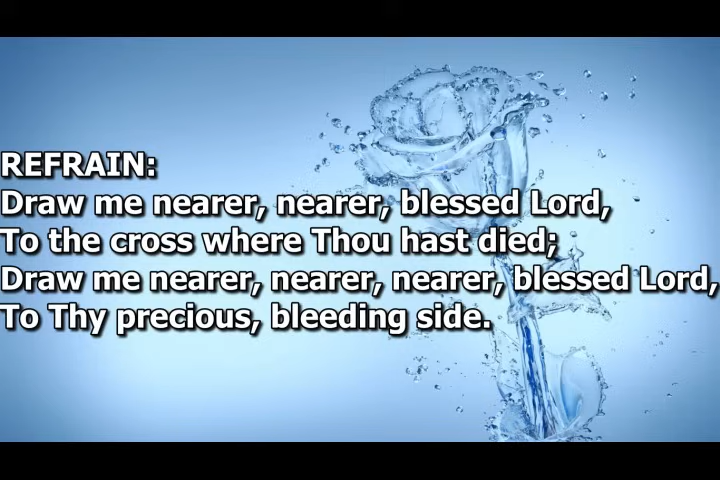 REFRAIN:
Draw me nearer, nearer, blessed Lord,
To the cross where Thou hast died;
Draw me nearer, nearer, nearer, blessed Lord,
To Thy precious, bleeding side.